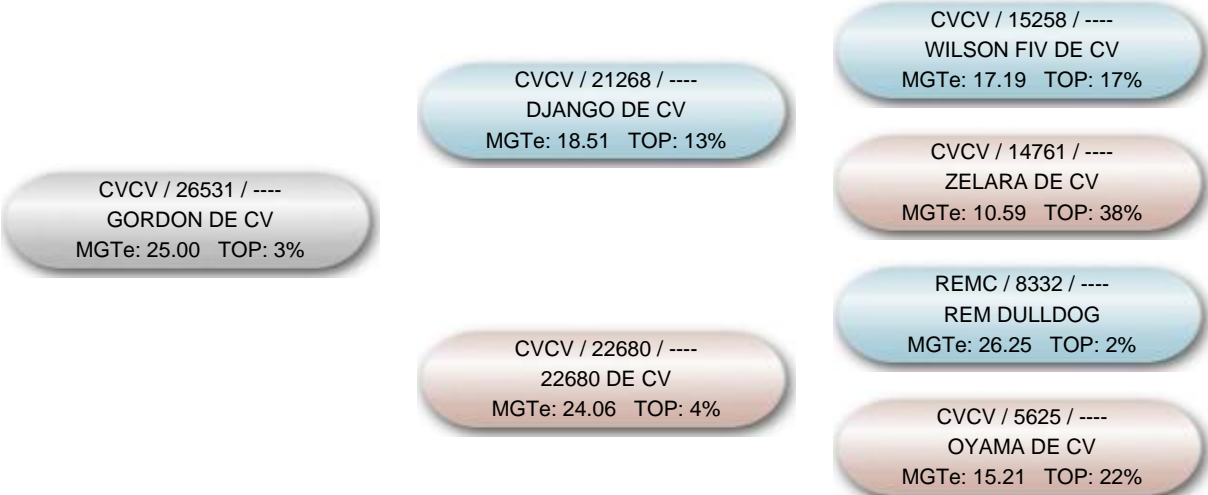 CVCV / 26531 / ----
GORDON DE CV
MGTe: 25.00 TOP: 3%
CVCV / 21268 / ----
DJANGO DE CV
MGTe: 18.51 TOP: 13%
CVCV / 22680 / ----
22680 DE CV
MGTe: 24.06 TOP: 4%
CVCV / 15258 / ----
WILSON FIV DE CV
MGTe: 17.19 TOP: 17%
CVCV / 14761 / ----
ZELARA DE CV
MGTe: 10.59 TOP: 38%
REMC / 8332 / ----
REM DULLDOG
MGTe: 26.25 TOP: 2%
CVCV / 5625 / ----
OYAMA DE CV
MGTe: 15.21 TOP: 22%